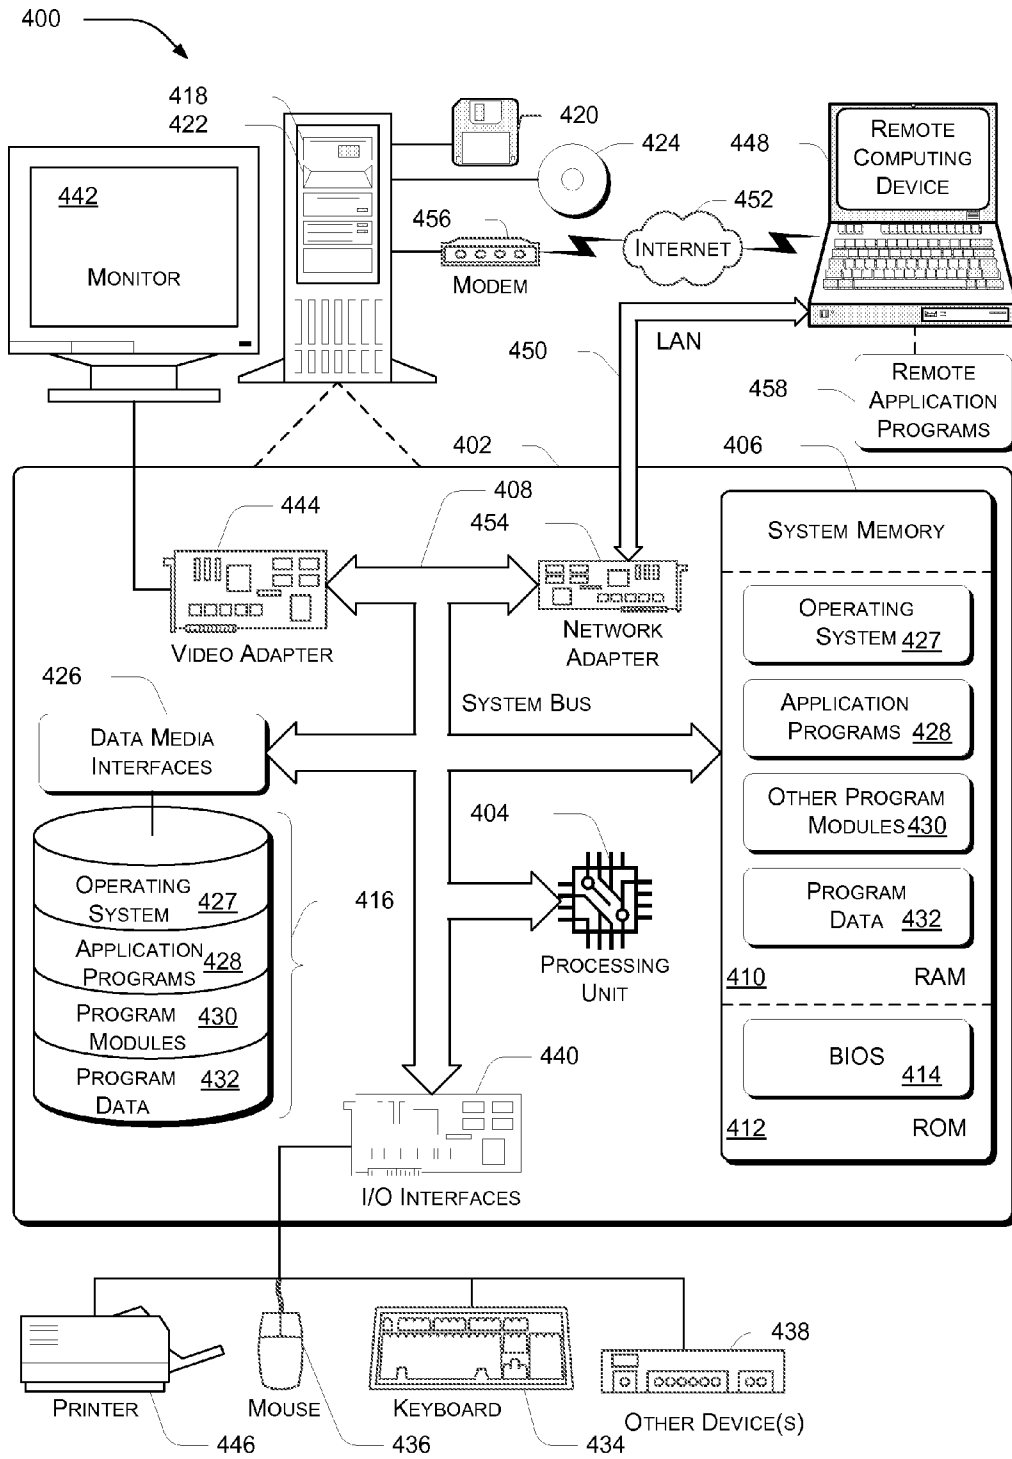 400
418
422
420
424
448
REMOTE
COMPUTING
DEVICE
442
MONITOR
456
MODEM
452
INTERNET
LAN
450
458
REMOTE
APPLICATION
PROGRAMS
402
406
408
444
454
SYSTEM MEMORY
VIDEO ADAPTER
NETWORK
ADAPTER
OPERATING
SYSTEM 427
426
SYSTEM BUS
DATA MEDIA
INTERFACES
APPLICATION
PROGRAMS 428
OTHER PROGRAM
MODULES 430
404
PROGRAM
DATA 432
OPERATING
SYSTEM 427
416
APPLICATION
PROGRAMS 428
PROCESSING
UNIT
410 RAM
PROGRAM
MODULES 430
PROGRAM
DATA 432
440
BIOS
414
412 ROM
I/O INTERFACES
PRINTER
446
MOUSE
436
KEYBOARD
434
438
OTHER DEVICE(S)